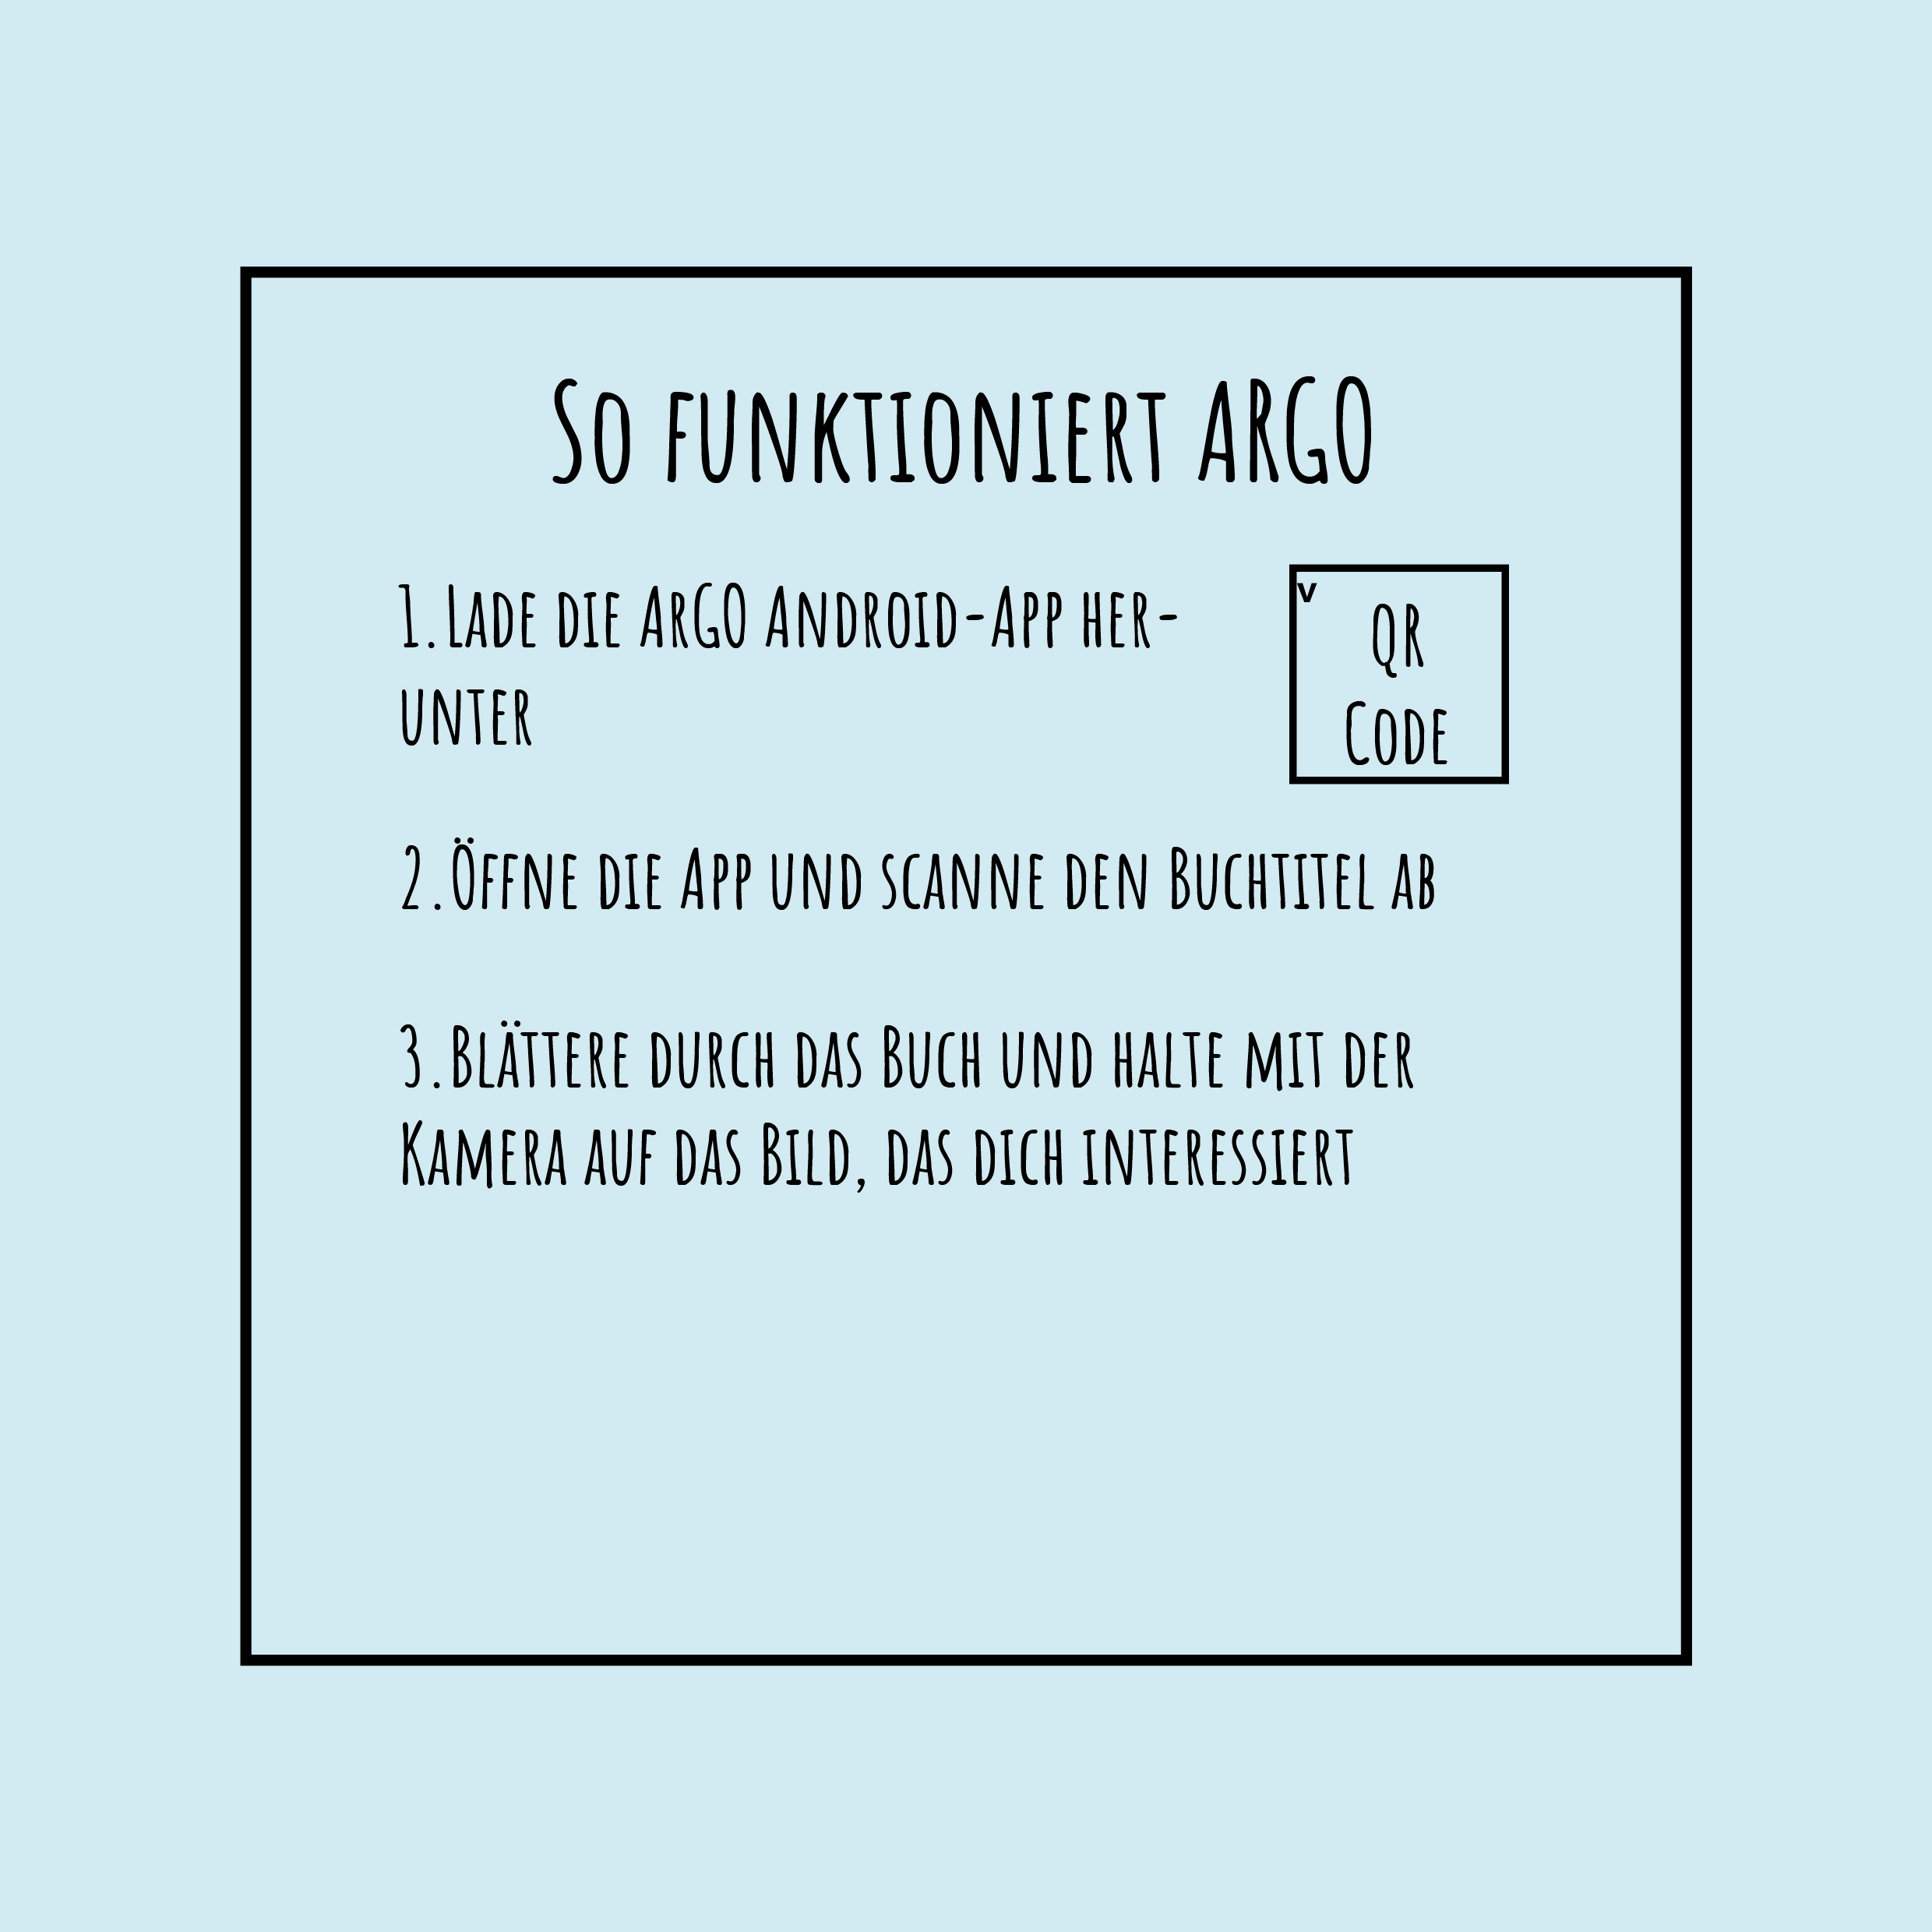 So funktioniert ARGO
1. Lade die ArGO Android-App her-
unter
v
QR
Code
2. Öffne die App und scanne den Buchtitel ab
3. Blättere durch das Buch und halte mit der
Kamera auf das Bild, das dich interessiert